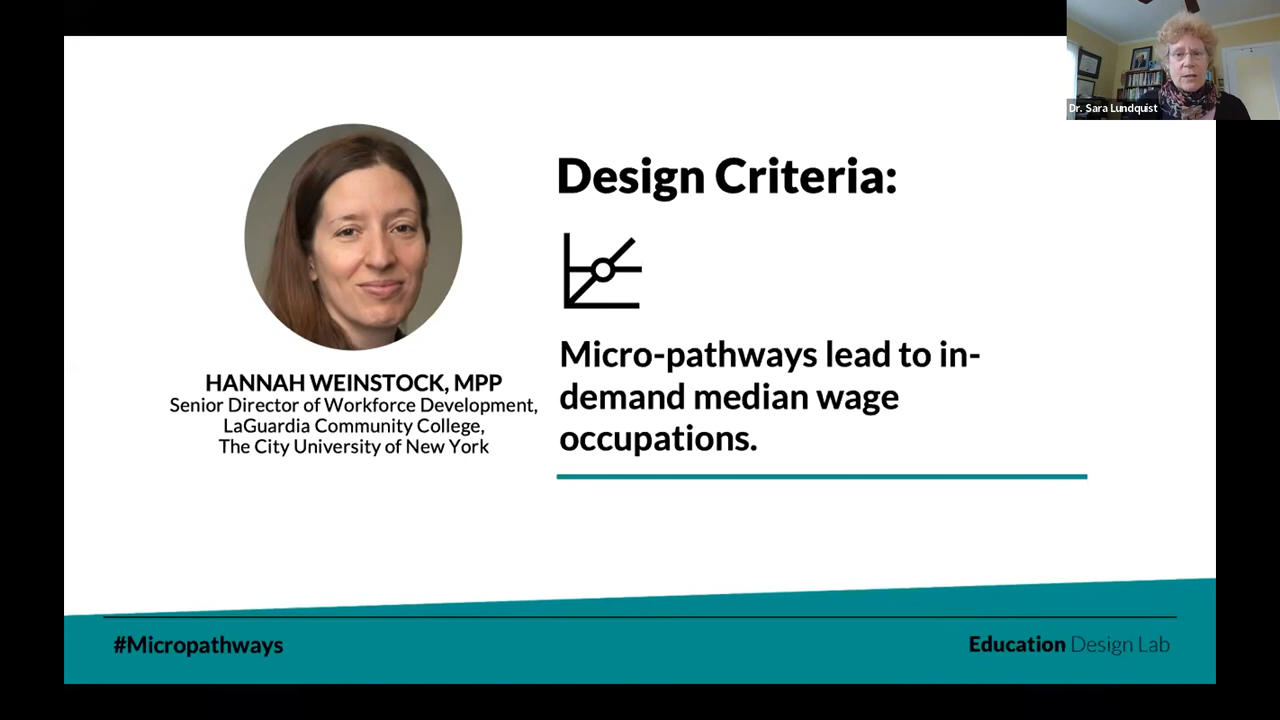 Dr. Sara Lundquist
Design Criteria:
Micro-pathways lead to in-
demand median wage
occupations.
HANNAH WEINSTOCK, MPP
Senior Director of Workforce Development,
LaGuardia Community College,
The City University of New York
#Micropathways
Education Design Lab